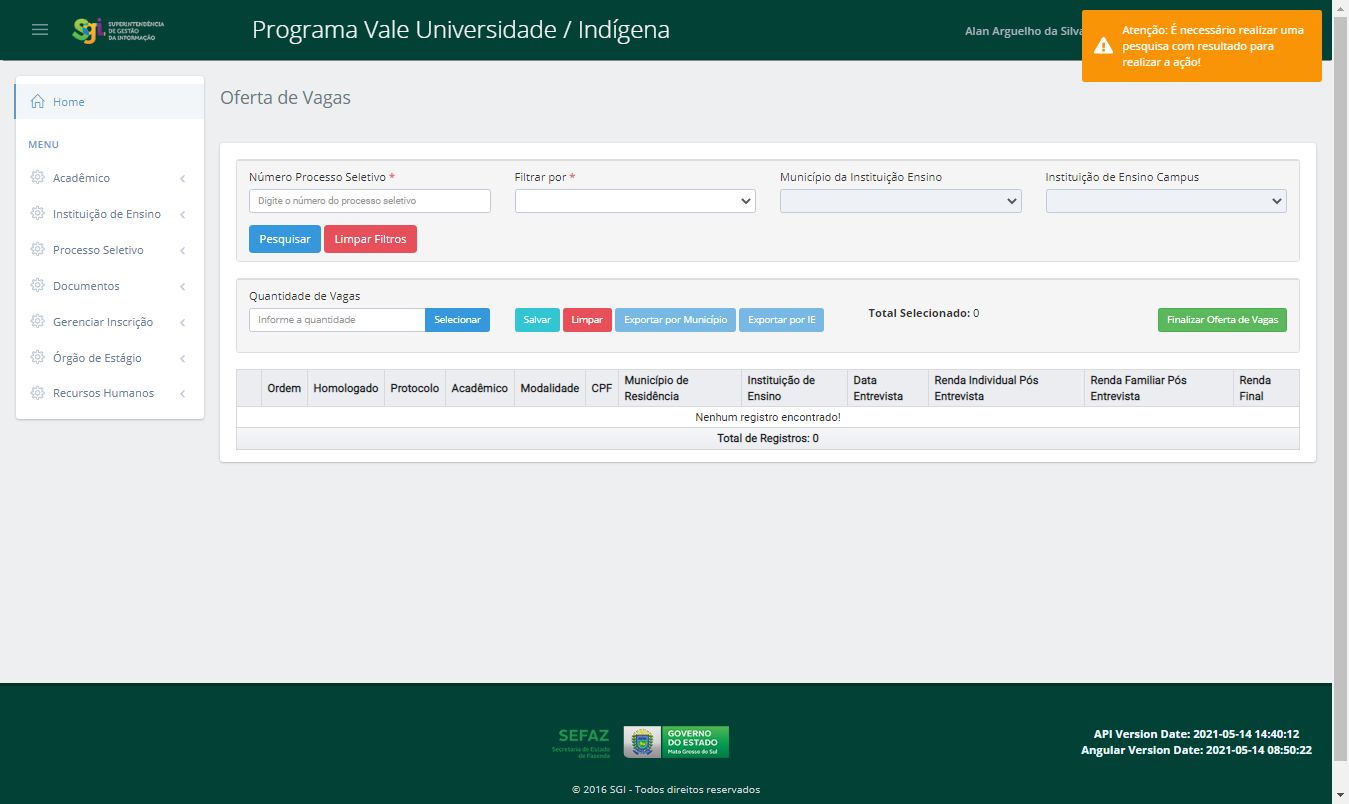 Sgi SUPERINTENDÊNCIA
DE GESTÃO
DA INFORMAÇÃO
Programa Vale Universidade / Indígena
Alan Arguelho da Silva
Atenção: É necessário realizar uma
pesquisa com resultado para
realizar a ação!
Home
MENU
Acadêmico
Instituição de Ensino
Processo Seletivo
Documentos
Gerenciar Inscrição
Órgão de Estágio
Recursos Humanos
Oferta de Vagas
Número Processo Seletivo * Filtrar por * Município da Instituição Ensino Instituição de Ensino Campus
Digite o número do processo seletivo
Pesquisar Limpar Filtros
Quantidade de Vagas
Informe a quantidade Selecionar Salvar Limpar Exportar por Município Exportar por IE Total Selecionado: 0 Finalizar Oferta de Vagas
Ordem Homologado Protocolo Acadêmico Modalidade CPF Município de Residência Instituição de Ensino Data Entrevista Renda Individual Pós Entrevista Renda Familiar Pós Entrevista Renda Final
Nenhum registro encontrado!
Total de Registros: 0
SEFAZ
Secretaria de Estado
de Fazenda
GOVERNO
DO ESTADO
Mato Grosso do Sul
API Version Date: 2021-05-14 14:40:12
Angular Version Date: 2021-05-14 08:50:22
© 2016 SGI - Todos direitos reservados